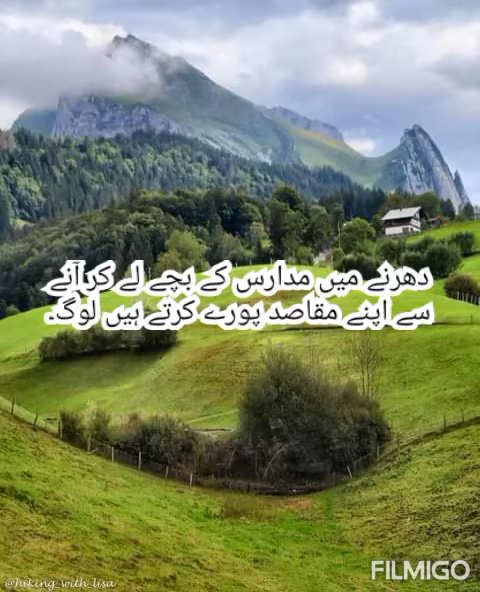 دھرنے میں مدارس کے بچے لے کر آنے
سے اپنے مقاصد پورے کرتے ہیں لوگ.
FILMIGO
@hiking_with_lisa